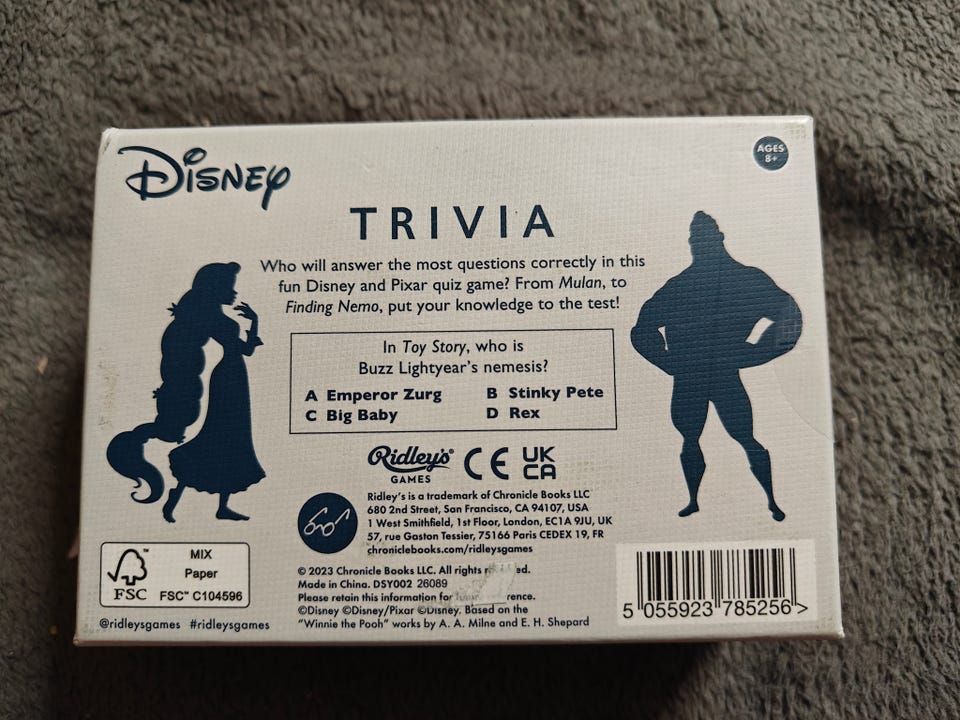 Disney
AGES
8+
TRIVIA
Who will answer the most questions correctly in this
fun Disney and Pixar quiz game? From Mulan, to
Finding Nemo, put your knowledge to the test!
In Toy Story, who is
Buzz Lightyear's nemesis?
A Emperor Zurg B Stinky Pete
C Big Baby D Rex
Ridley's®
GAMES
CE
UK
CA
Ridley's is a trademark of Chronicle Books LLC
680 2nd Street, San Francisco, CA 94107, USA
1 West Smithfield, 1st Floor, London, EC1A 9JU, UK
57, rue Gaston Tessier, 75166 Paris CEDEX 19, FR
chroniclebooks.com/ridleysgames
FSC™
MIX
Paper
FSC™ C104596
@ridleysgames #ridleysgames
© 2023 Chronicle Books LLC. All rights
Made in China. DSY002 26089
Please retain this information for
©Disney ©Disney/Pixar ©Disney. Based on the
"Winnie the Pooh" works by A. A. Milne and E. H. Shepard
5 055923 785256 >